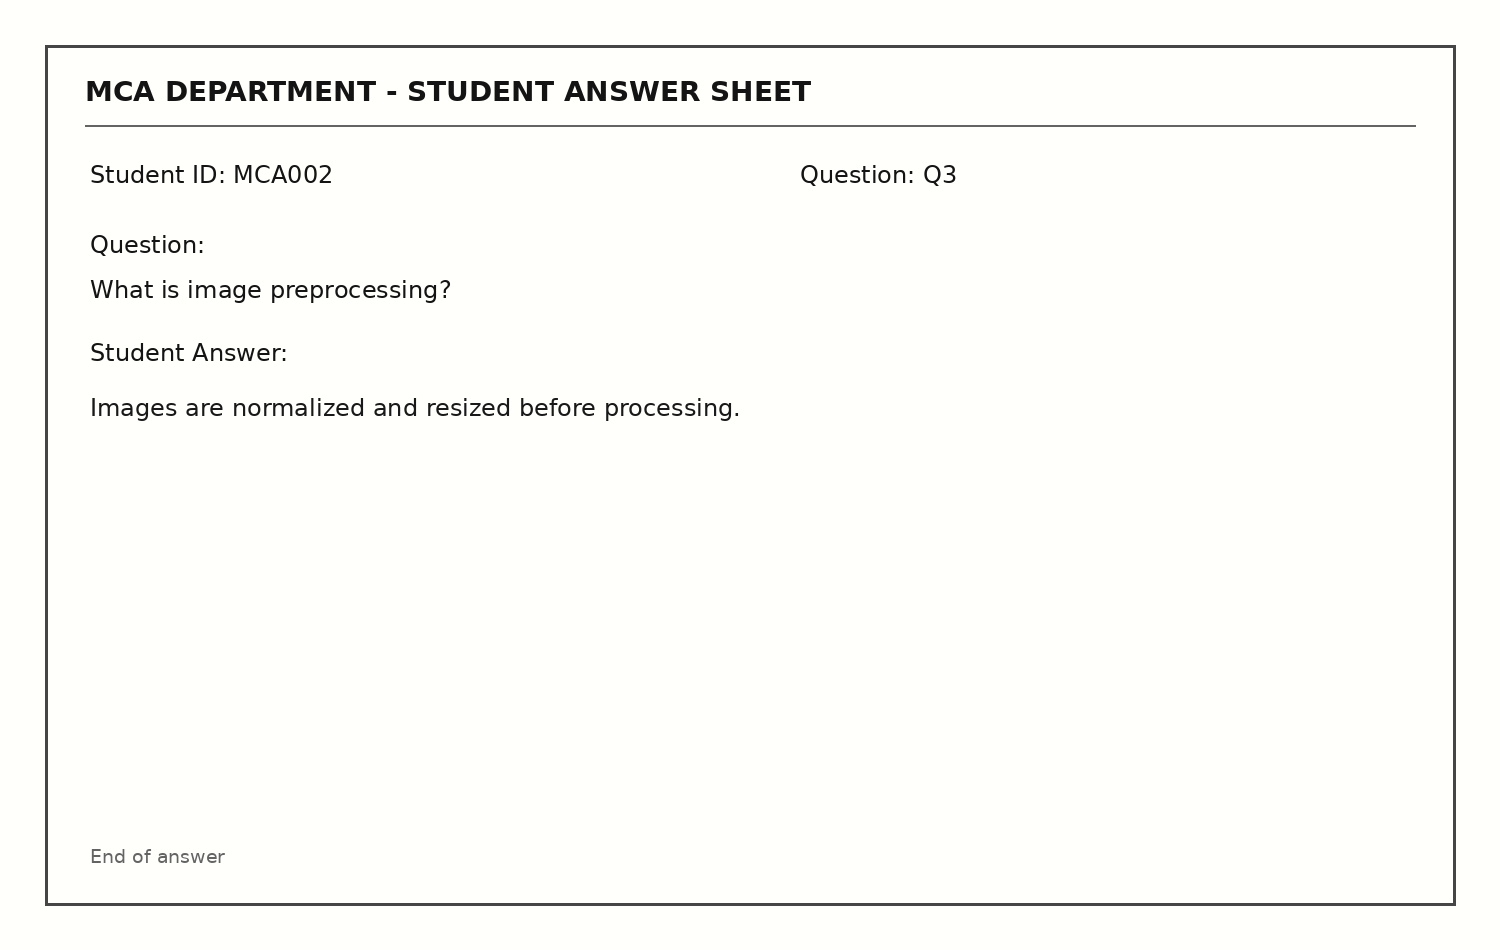 MCA DEPARTMENT - STUDENT ANSWER SHEET
Student ID: MCA002 Question: Q3
Question:
What is image preprocessing?
Student Answer:
Images are normalized and resized before processing.
End of answer